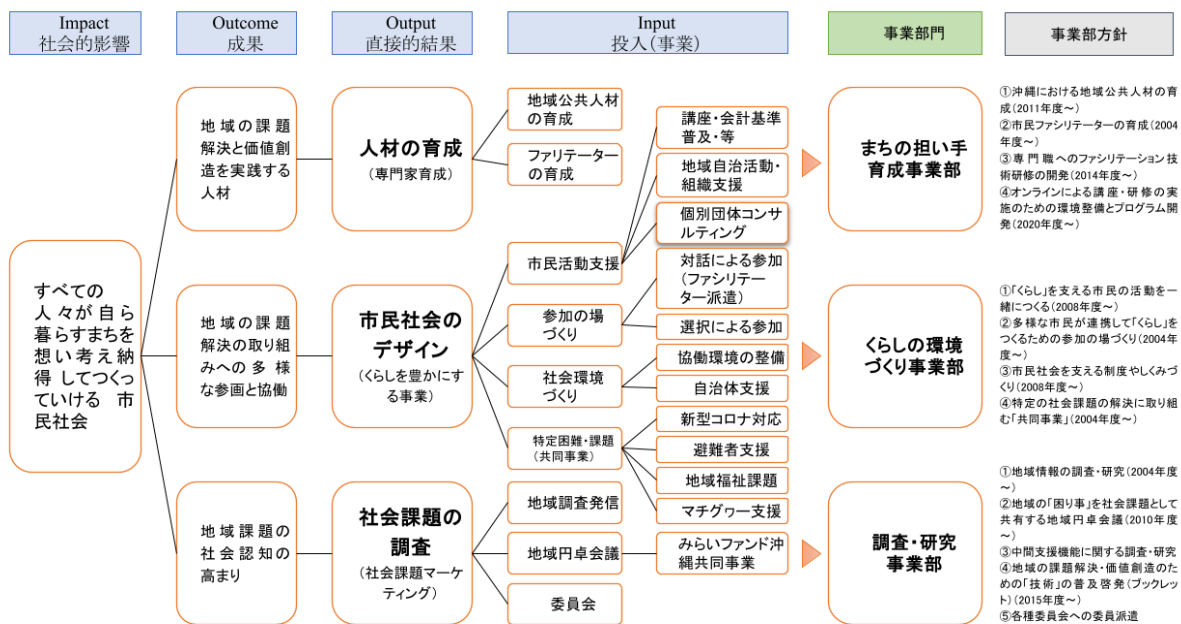 Impact
社会的影響
Outcome
成果
Output
直接的結果
Input
投入(事業)
事業部門
事業部方針
すべての
人々が自ら
暮らすまちを
想い考え納
得してつくっ
ていける 市
民社会
地域の課題
解決と価値創
造を実践する
人材
地域の課題
解決の取り組
みへの多様
な参画と協働
地域課題の
社会認知の
高まり
人材の育成
(専門家育成)
市民社会の
デザイン
(くらしを豊かにす
る事業)
社会課題の
調査
(社会課題マーケ
ティング)
地域公共人材
の育成
ファリテーター
の育成
市民活動支援
参加の場
づくり
社会環境
づくり
特定困難・課題
(共同事業)
地域調査発信
地域円卓会議
委員会
講座・会計基準
普及・等
地域自治活動・
組織支援
個別団体コンサ
ルティング
対話による参加
(ファシリテー
ター派遣)
選択による参加
協働環境の整備
自治体支援
新型コロナ対応
避難者支援
地域福祉課題
マチグヮー支援
みらいファンド沖
縄共同事業
まちの担い手
育成事業部
くらしの環境
づくり事業部
調査・研究
事業部
①沖縄における地域公共人材の育
成(2011年度～)
②市民ファシリテーターの育成(2004
年度～)
③専門職へのファシリテーション技
術研修の開発(2014年度～)
④オンラインによる講座・研修の実
施のための環境整備とプログラム開
発(2020年度～)
①「くらし」を支える市民の活動を一
緒につくる(2008年度～)
②多様な市民が連携して「くらし」を
つくるための参加の場づくり(2004年
度～)
③市民社会を支える制度やしくみづ
くり(2008年度～)
④特定の社会課題の解決に取り組
む「共同事業」(2004年度～)
①地域情報の調査・研究(2004年度
～)
②地域の「困り事」を社会課題として
共有する地域円卓会議(2010年度
～)
③中間支援機能に関する調査・研究
④地域の課題解決・価値創造のた
めの「技術」の普及啓発(ブックレッ
ト)(2015年度～)
⑤各種委員会への委員派遣